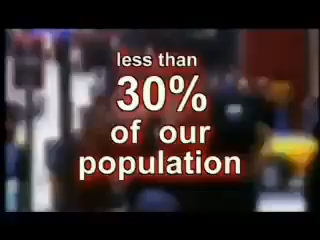 less than
30%
of our
population